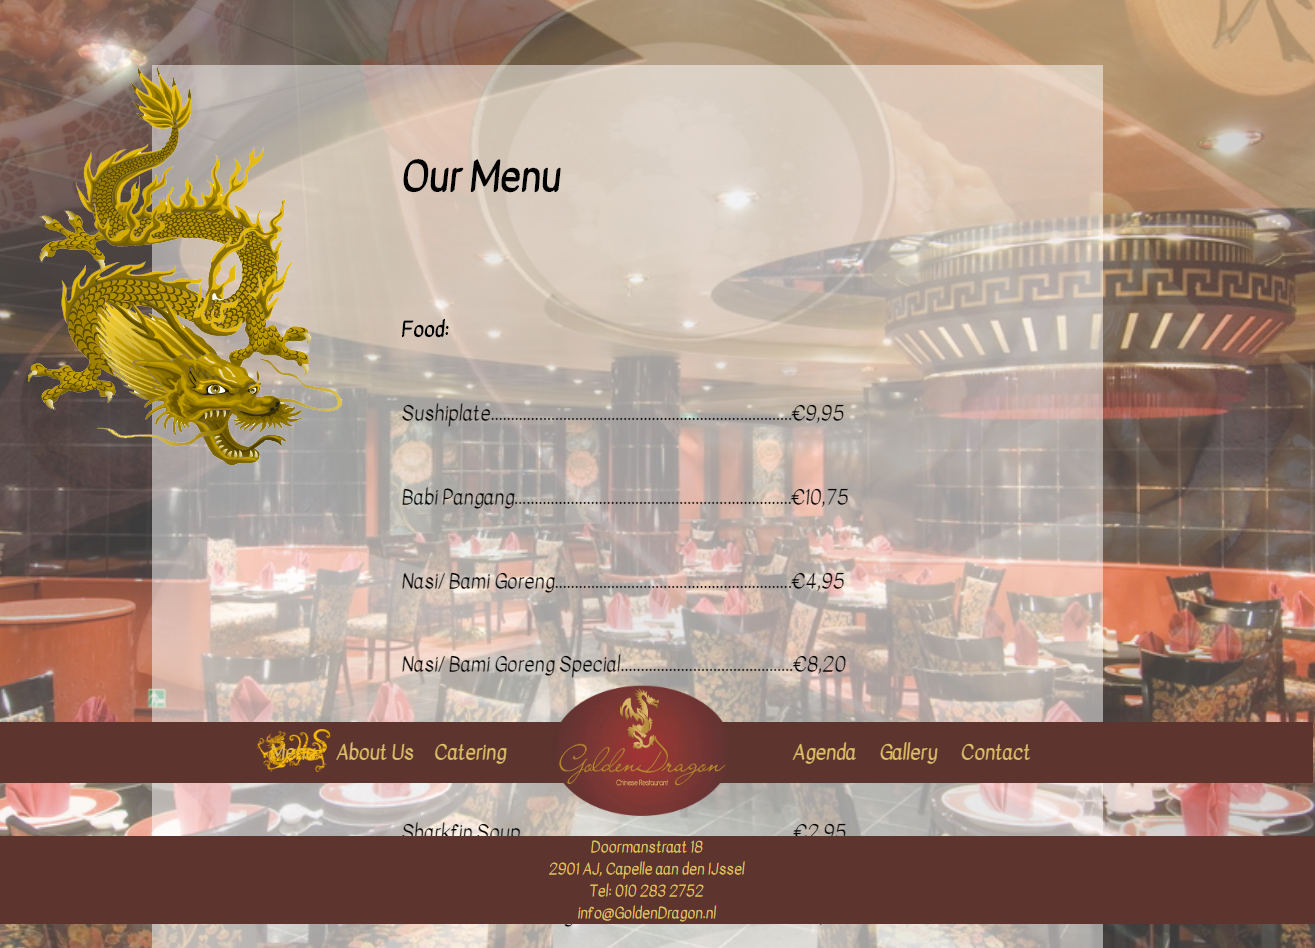 Our Menu
Food:
Sushiplate............................................................................€9,95
Babi Pangang......................................................................€10,75
Nasi/ Bami Goreng............................................................€4,95
Nasi/ Bami Goreng Special...........................................€8,20
Menu About Us Catering Agenda Gallery Contact
Golden Dragon
Chinese Restaurant
Sharkfin Soup €2,95
Doormanstraat 18
2901 AJ, Capelle aan den IJssel
Tel: 010 283 2752
info@GoldenDragon.nl